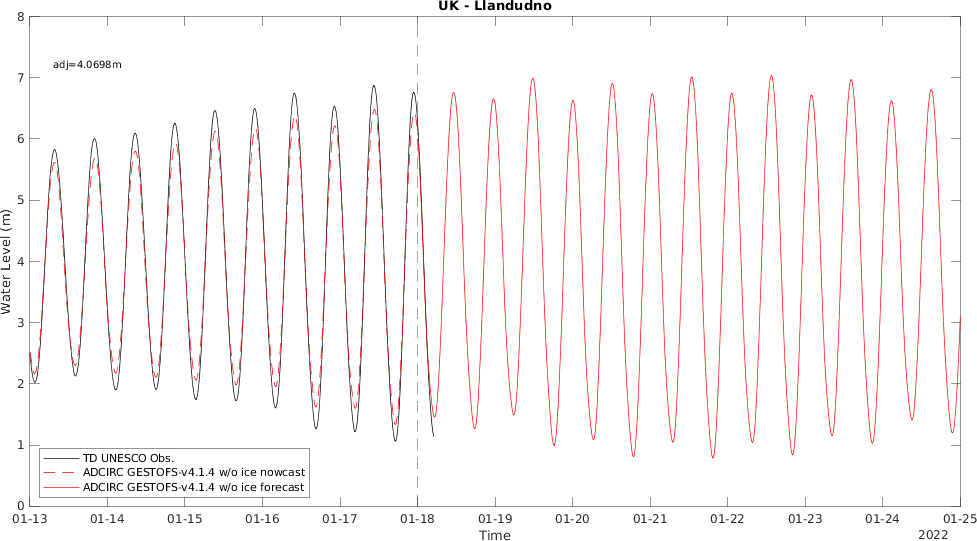 UK - Llandudno
8
7
6
5
4
3
2
1
0
adj=4.0698m
Water Level (m)
TD UNESCO Obs.
ADCIRC GESTOFS-v4.1.4 w/o ice nowcast
ADCIRC GESTOFS-v4.1.4 w/o ice forecast
01-13 01-14 01-15 01-16 01-17 01-18 01-19 01-20 01-21 01-22 01-23 01-24 01-25
Time
2022